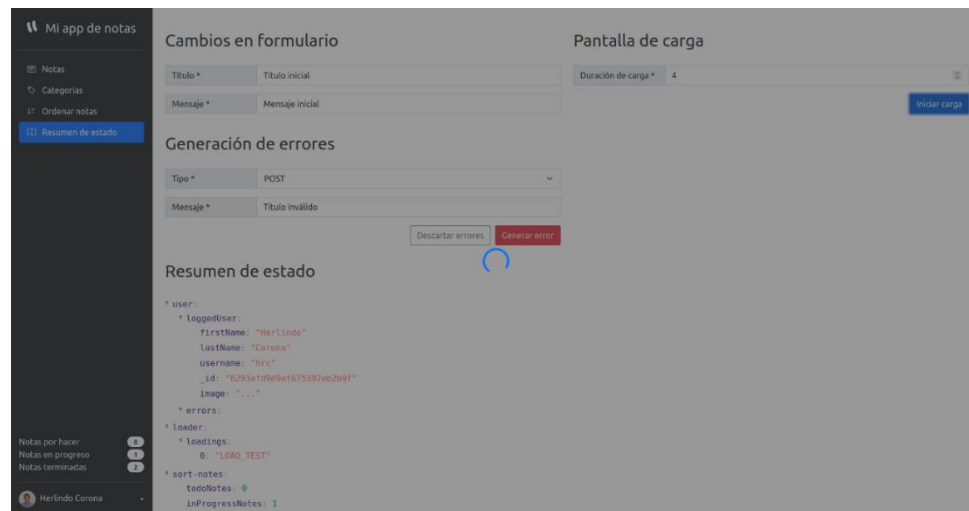 Mi app de notas
Notas
Categorías
Ordenar notas
Resumen de estado
Notas por hacer 0
Notas en progreso 1
Notas terminadas 2
Herlindo Corona
Cambios en formulario
Título * Título inicial
Mensaje * Mensaje inicial
Generación de errores
Tipo * POST
Mensaje * Título inválido
Descartar errores Generar error
Resumen de estado
user:
loggedUser:
firstName: "Herlindo"
lastName: "Corona"
username: "hrc"
_id:
image: "..."
errors:
loader:
loadings:
0: "LOAD_TEST"
sort-notes:
todoNotes: 0
inProgressNotes: 1
Pantalla de carga
Duración de carga * 4
Iniciar carga